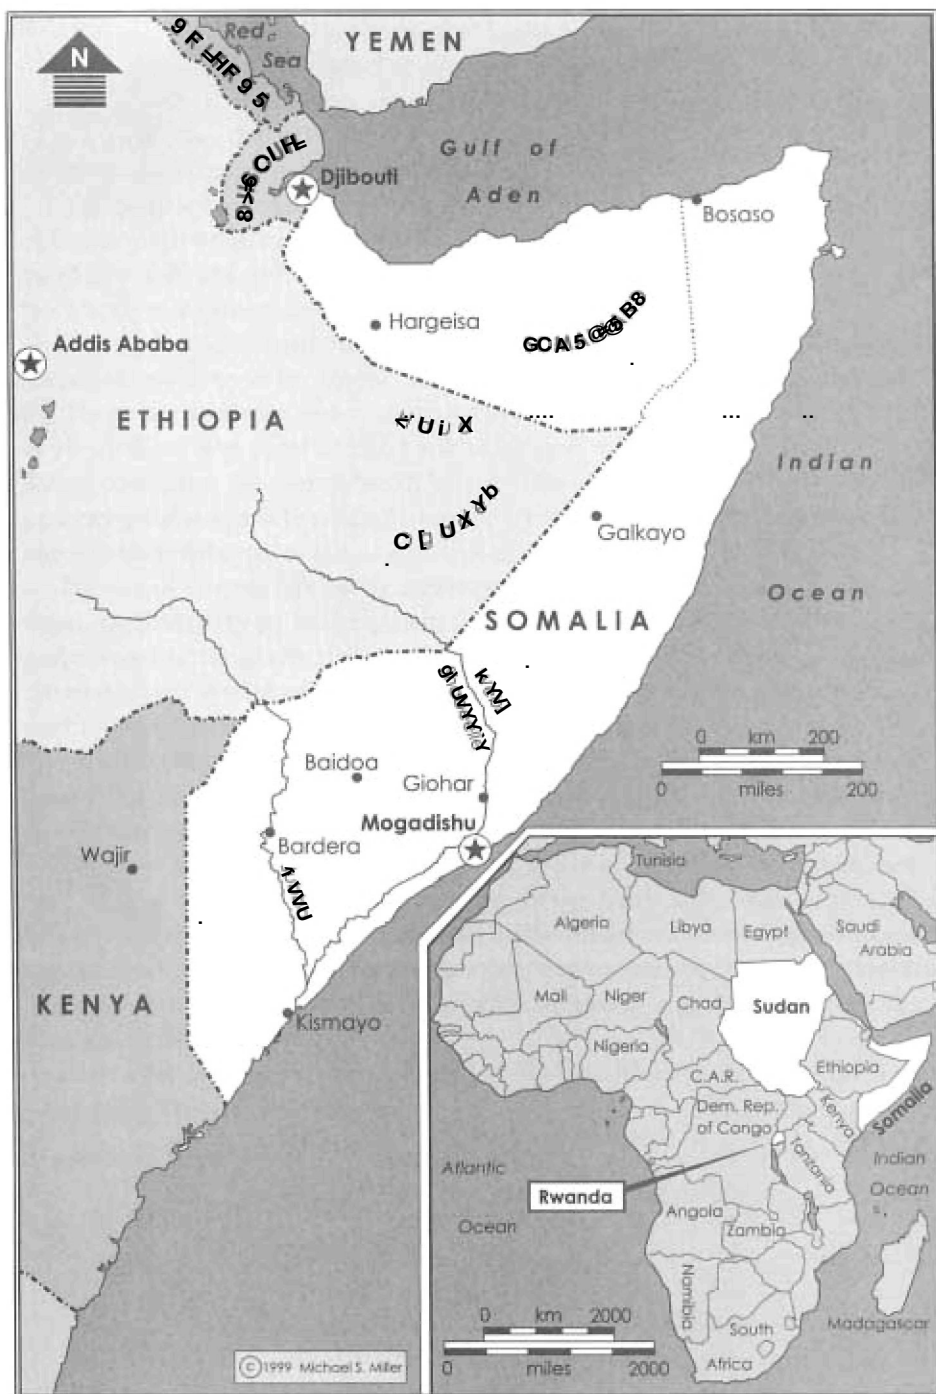 N
Red
Sea
YEMEN
Gulf of
Aden
Djibouti
Bosaso
Hargeisa
Addis Ababa
ETHIOPIA
Indian
Ocean
Galkayo
SOMALIA
Baidoa
Giohar
Mogadishu
Bardera
Wajir
KENYA
Kismayo
0 km 200
0 miles 200
Tunisia
Algeria
Libya
Egypt
Saudi
Arabia
Mali
Niger
Chad
Sudan
Nigeria
Ethiopia
C.A.R.
Dem. Rep.
of Congo
Kenya
Somalia
Tanzania
Atlantic
Ocean
Indian
Ocean
Rwanda
Angola
Zambia
Namibia
Madagascar
South
Africa
0 km 2000
0 miles 2000
© 1999 Michael S. Miller